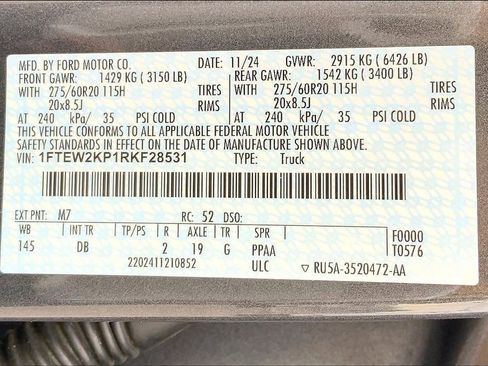 MFD. BY FORD MOTOR CO. DATE: 11/24 GVWR: 2915 KG ( 6426 LB)
FRONT GAWR: 1429 KG ( 3150 LB) REAR GAWR: 1542 KG ( 3400 LB)
WITH 275/60R20 115H TIRES WITH 275/60R20 115H TIRES
20x8.5J RIMS 20x8.5J RIMS
AT 240 kPa/ 35 PSI COLD AT 240 kPa/ 35 PSI COLD
THIS VEHICLE CONFORMS TO ALL APPLICABLE FEDERAL MOTOR VEHICLE
SAFETY STANDARDS IN EFFECT ON THE DATE OF MANUFACTURE SHOWN ABOVE.
VIN: 1FTEW2KP1RKF28531 TYPE: Truck
EXT PNT: M7 RC: 52 DSO:
WB INT TR TP/PS R AXLE TR SPR F0000
145 DB 2 19 G PPAA T0576
2202411210852 ULC ▽ RU5A-3520472-AA